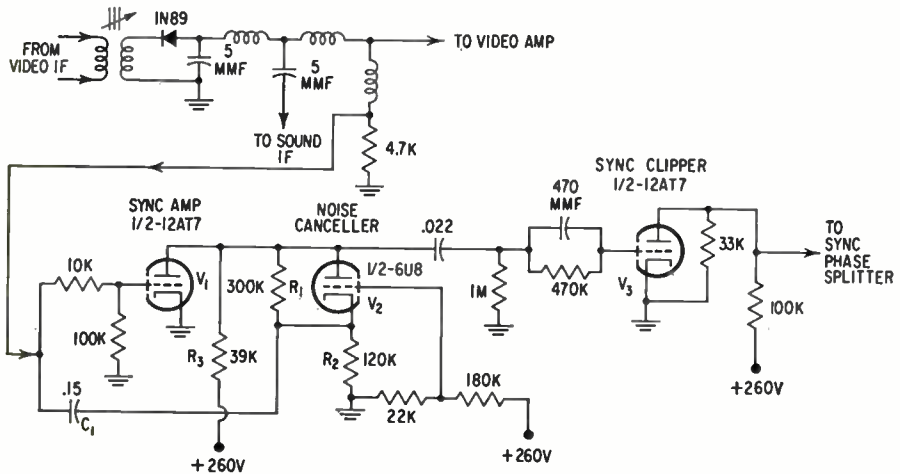 IN89
FROM
VIDEO IF
5
MMF
5
MMF
TO VIDEO AMP
TO SOUND
IF
4.7K
SYNC AMP
1/2-12AT7
NOISE
CANCELLER
SYNC CLIPPER
1/2-12AT7
470
MMF
.022
10K
V1
300K
R1
1/2-6U8
V2
1M
470K
V3
33K
TO
SYNC
PHASE
SPLITTER
100K
R3
39K
R2
120K
100K
.15
C1
22K
180K
+260V
+260V
+260V